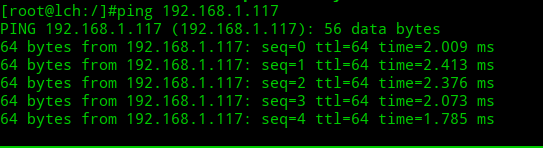 [root@lch:/]#ping 192.168.1.117
PING 192.168.1.117 (192.168.1.117): 56 data bytes
64 bytes from 192.168.1.117: seq=0 ttl=64 time=2.009 ms
64 bytes from 192.168.1.117: seq=1 ttl=64 time=2.413 ms
64 bytes from 192.168.1.117: seq=2 ttl=64 time=2.376 ms
64 bytes from 192.168.1.117: seq=3 ttl=64 time=2.073 ms
64 bytes from 192.168.1.117: seq=4 ttl=64 time=1.785 ms